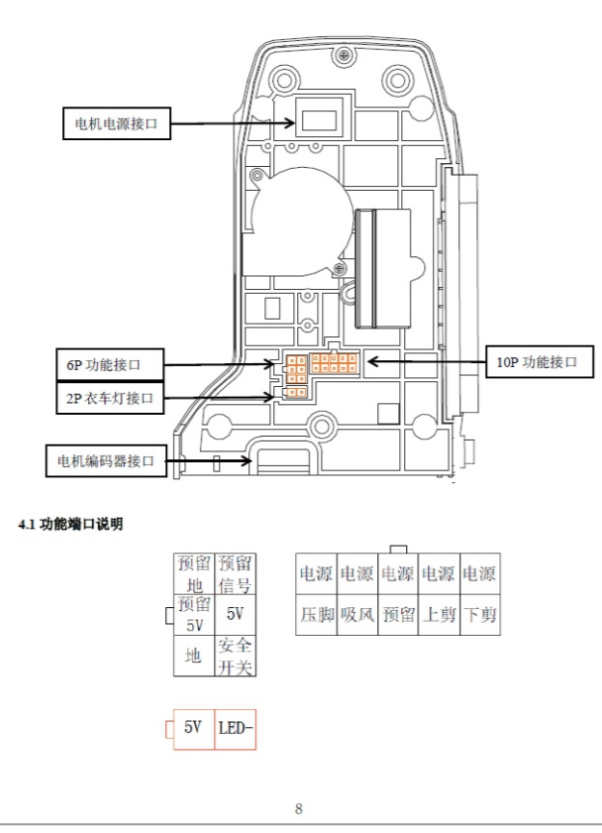 电机电源接口
6P 功能接口
10P 功能接口
2P 衣车灯接口
电机编码器接口
4.1 功能端口说明
预留地 预留信号
预留5V 5V
地 安全开关
电源 电源 电源 电源 电源
压脚 吸风 预留 上剪 下剪
5V LED-
8